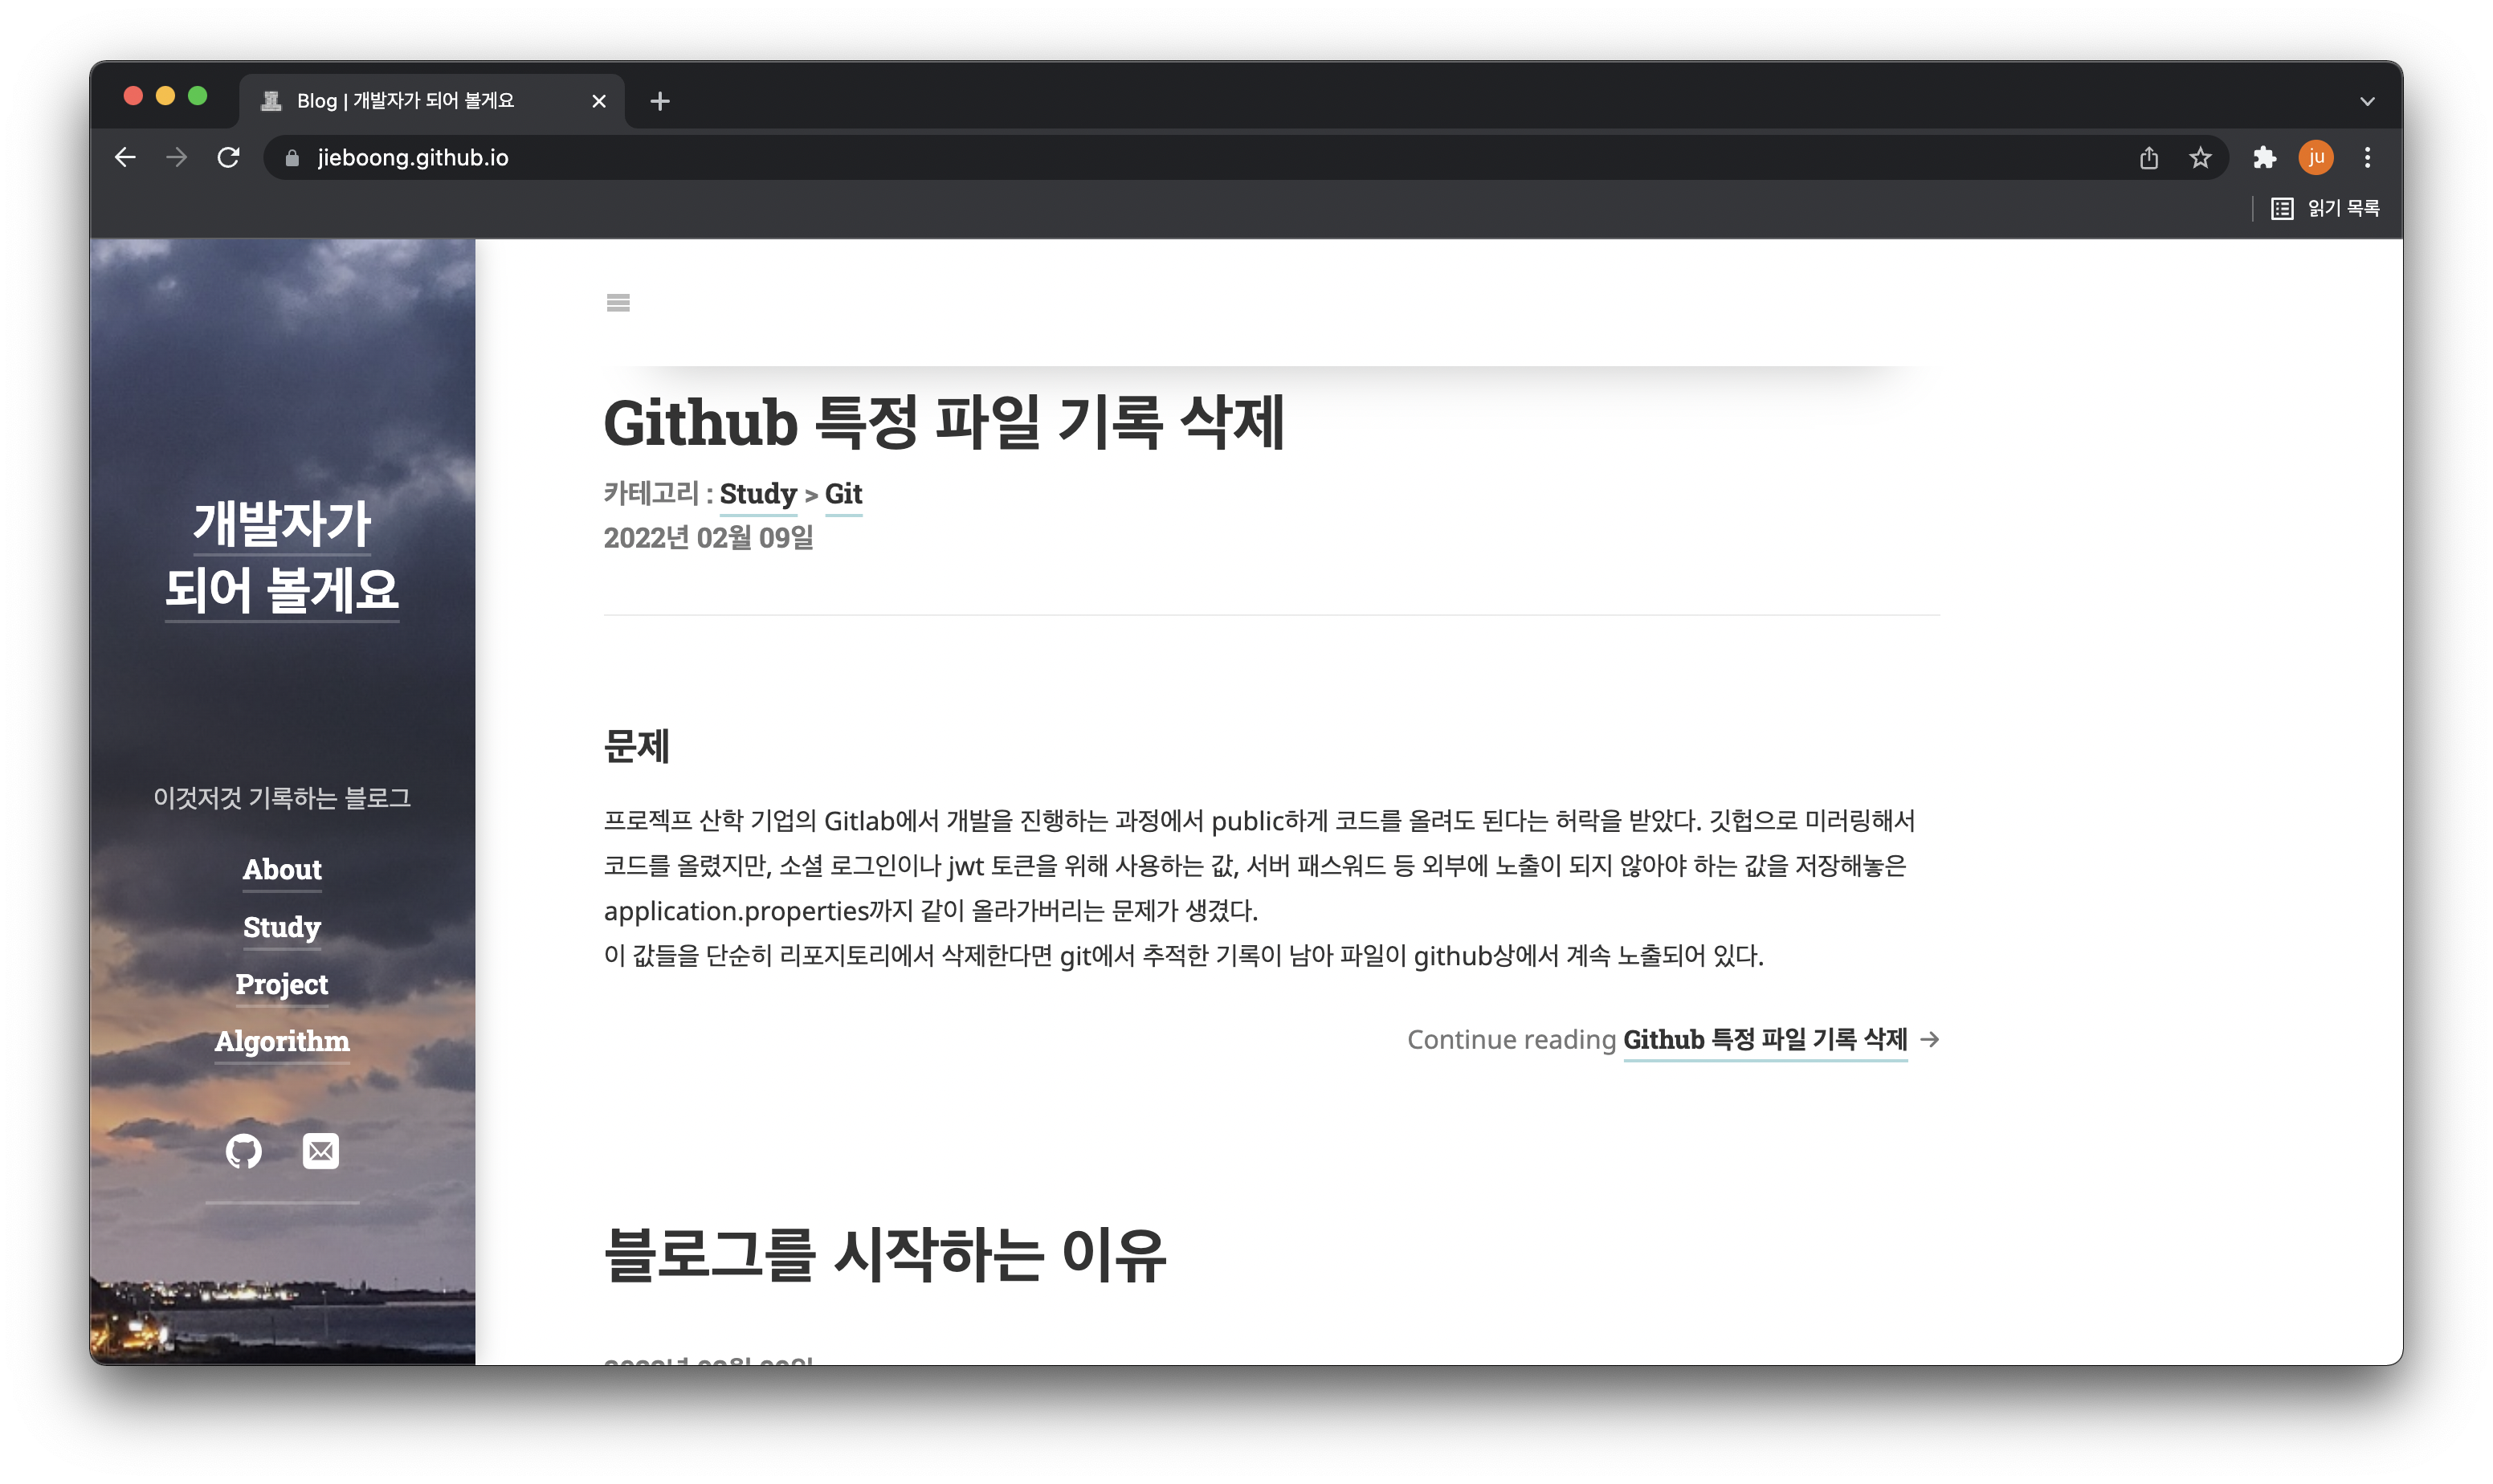 Blog | 개발자가 되어 볼게요
jieboong.github.io
ju
읽기 목록
개발자가
되어 볼게요
이것저것 기록하는 블로그
About
Study
Project
Algorithm
Github 특정 파일 기록 삭제
카테고리 : Study > Git
2022년 02월 09일
문제
프로젝프 산학 기업의 Gitlab에서 개발을 진행하는 과정에서 public하게 코드를 올려도 된다는 허락을 받았다. 깃헙으로 미러링해서
코드를 올렸지만, 소셜 로그인이나 jwt 토큰을 위해 사용하는 값, 서버 패스워드 등 외부에 노출이 되지 않아야 하는 값을 저장해놓은
application.properties까지 같이 올라가버리는 문제가 생겼다.
이 값들을 단순히 리포지토리에서 삭제한다면 git에서 추적한 기록이 남아 파일이 github상에서 계속 노출되어 있다.
Continue reading Github 특정 파일 기록 삭제 →
블로그를 시작하는 이유